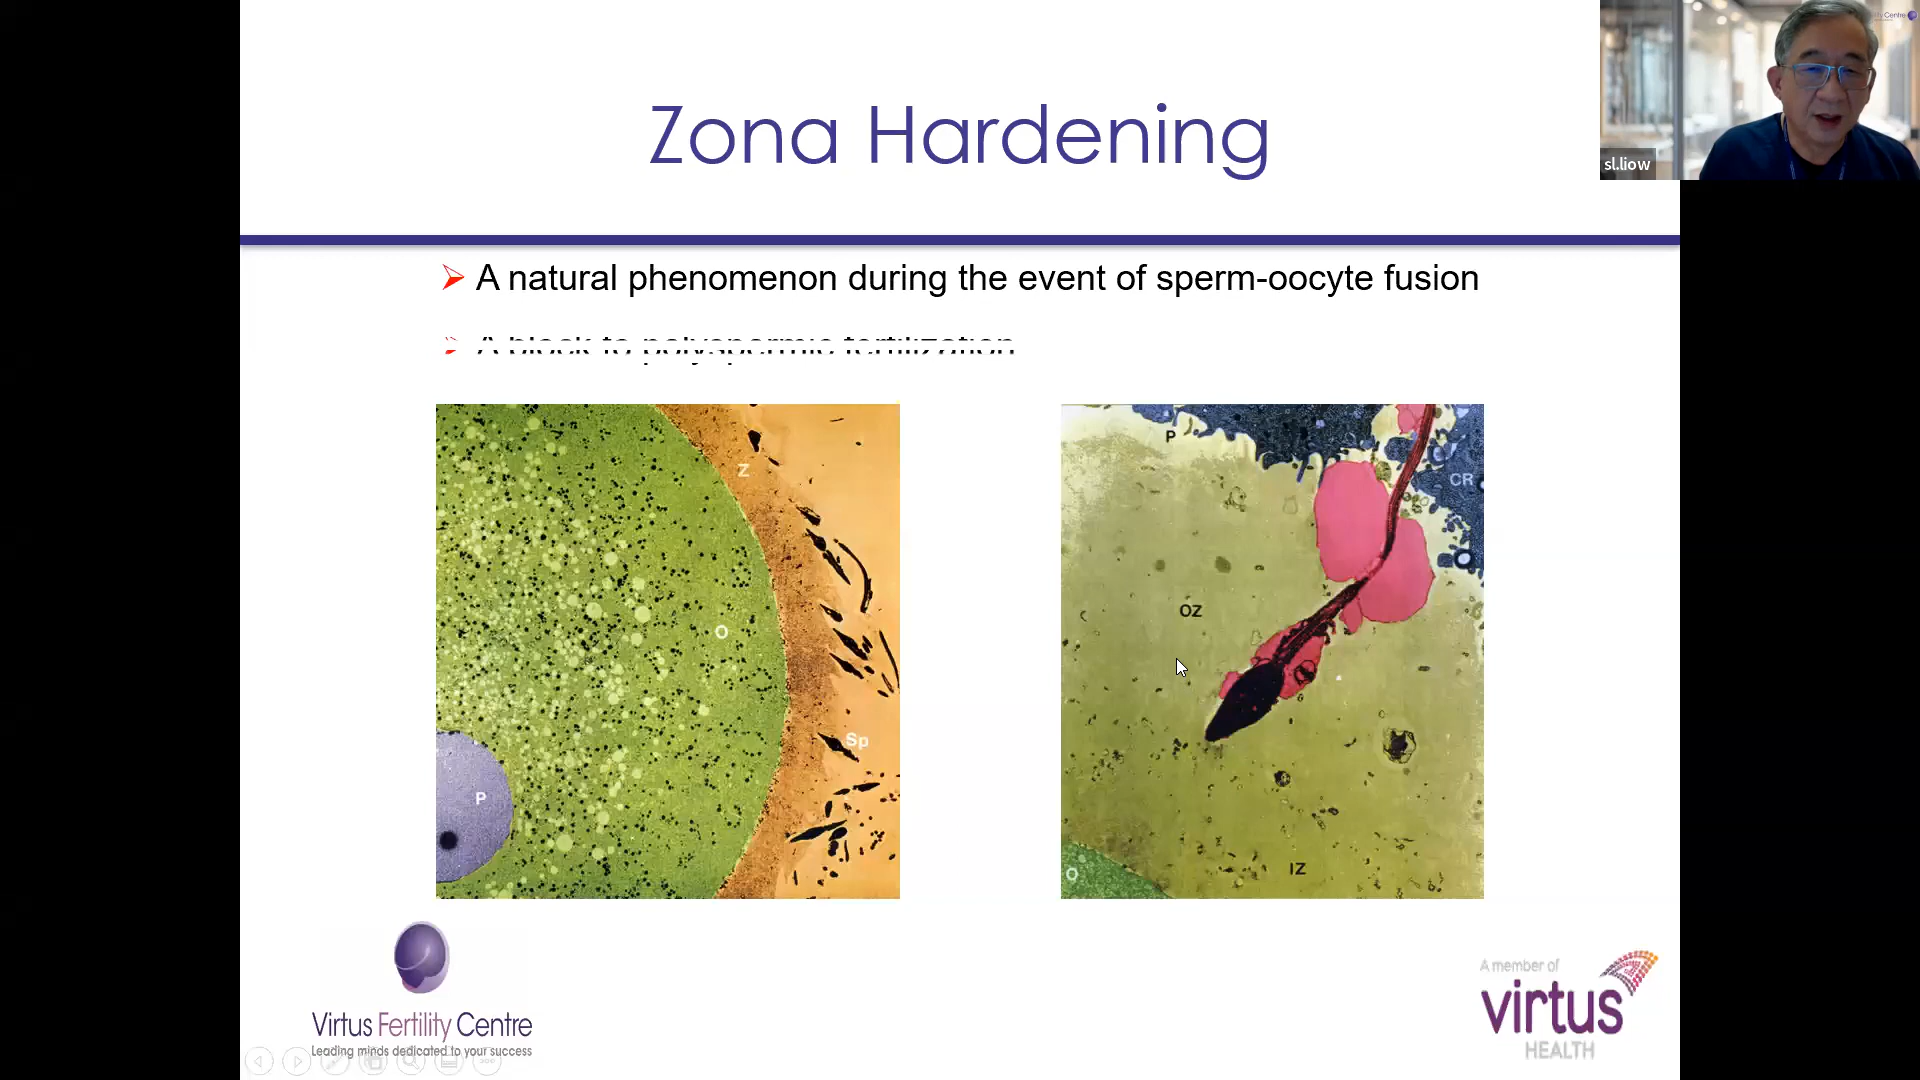 Zona Hardening
A natural phenomenon during the event of sperm-oocyte fusion
A block to polyspermic fertilization
Z
O
Sp
P
P
CR
OZ
IZ
O
Virtus Fertility Centre
Leading minds dedicated to your success
A member of
virtus
HEALTH
sl.liow
Centre